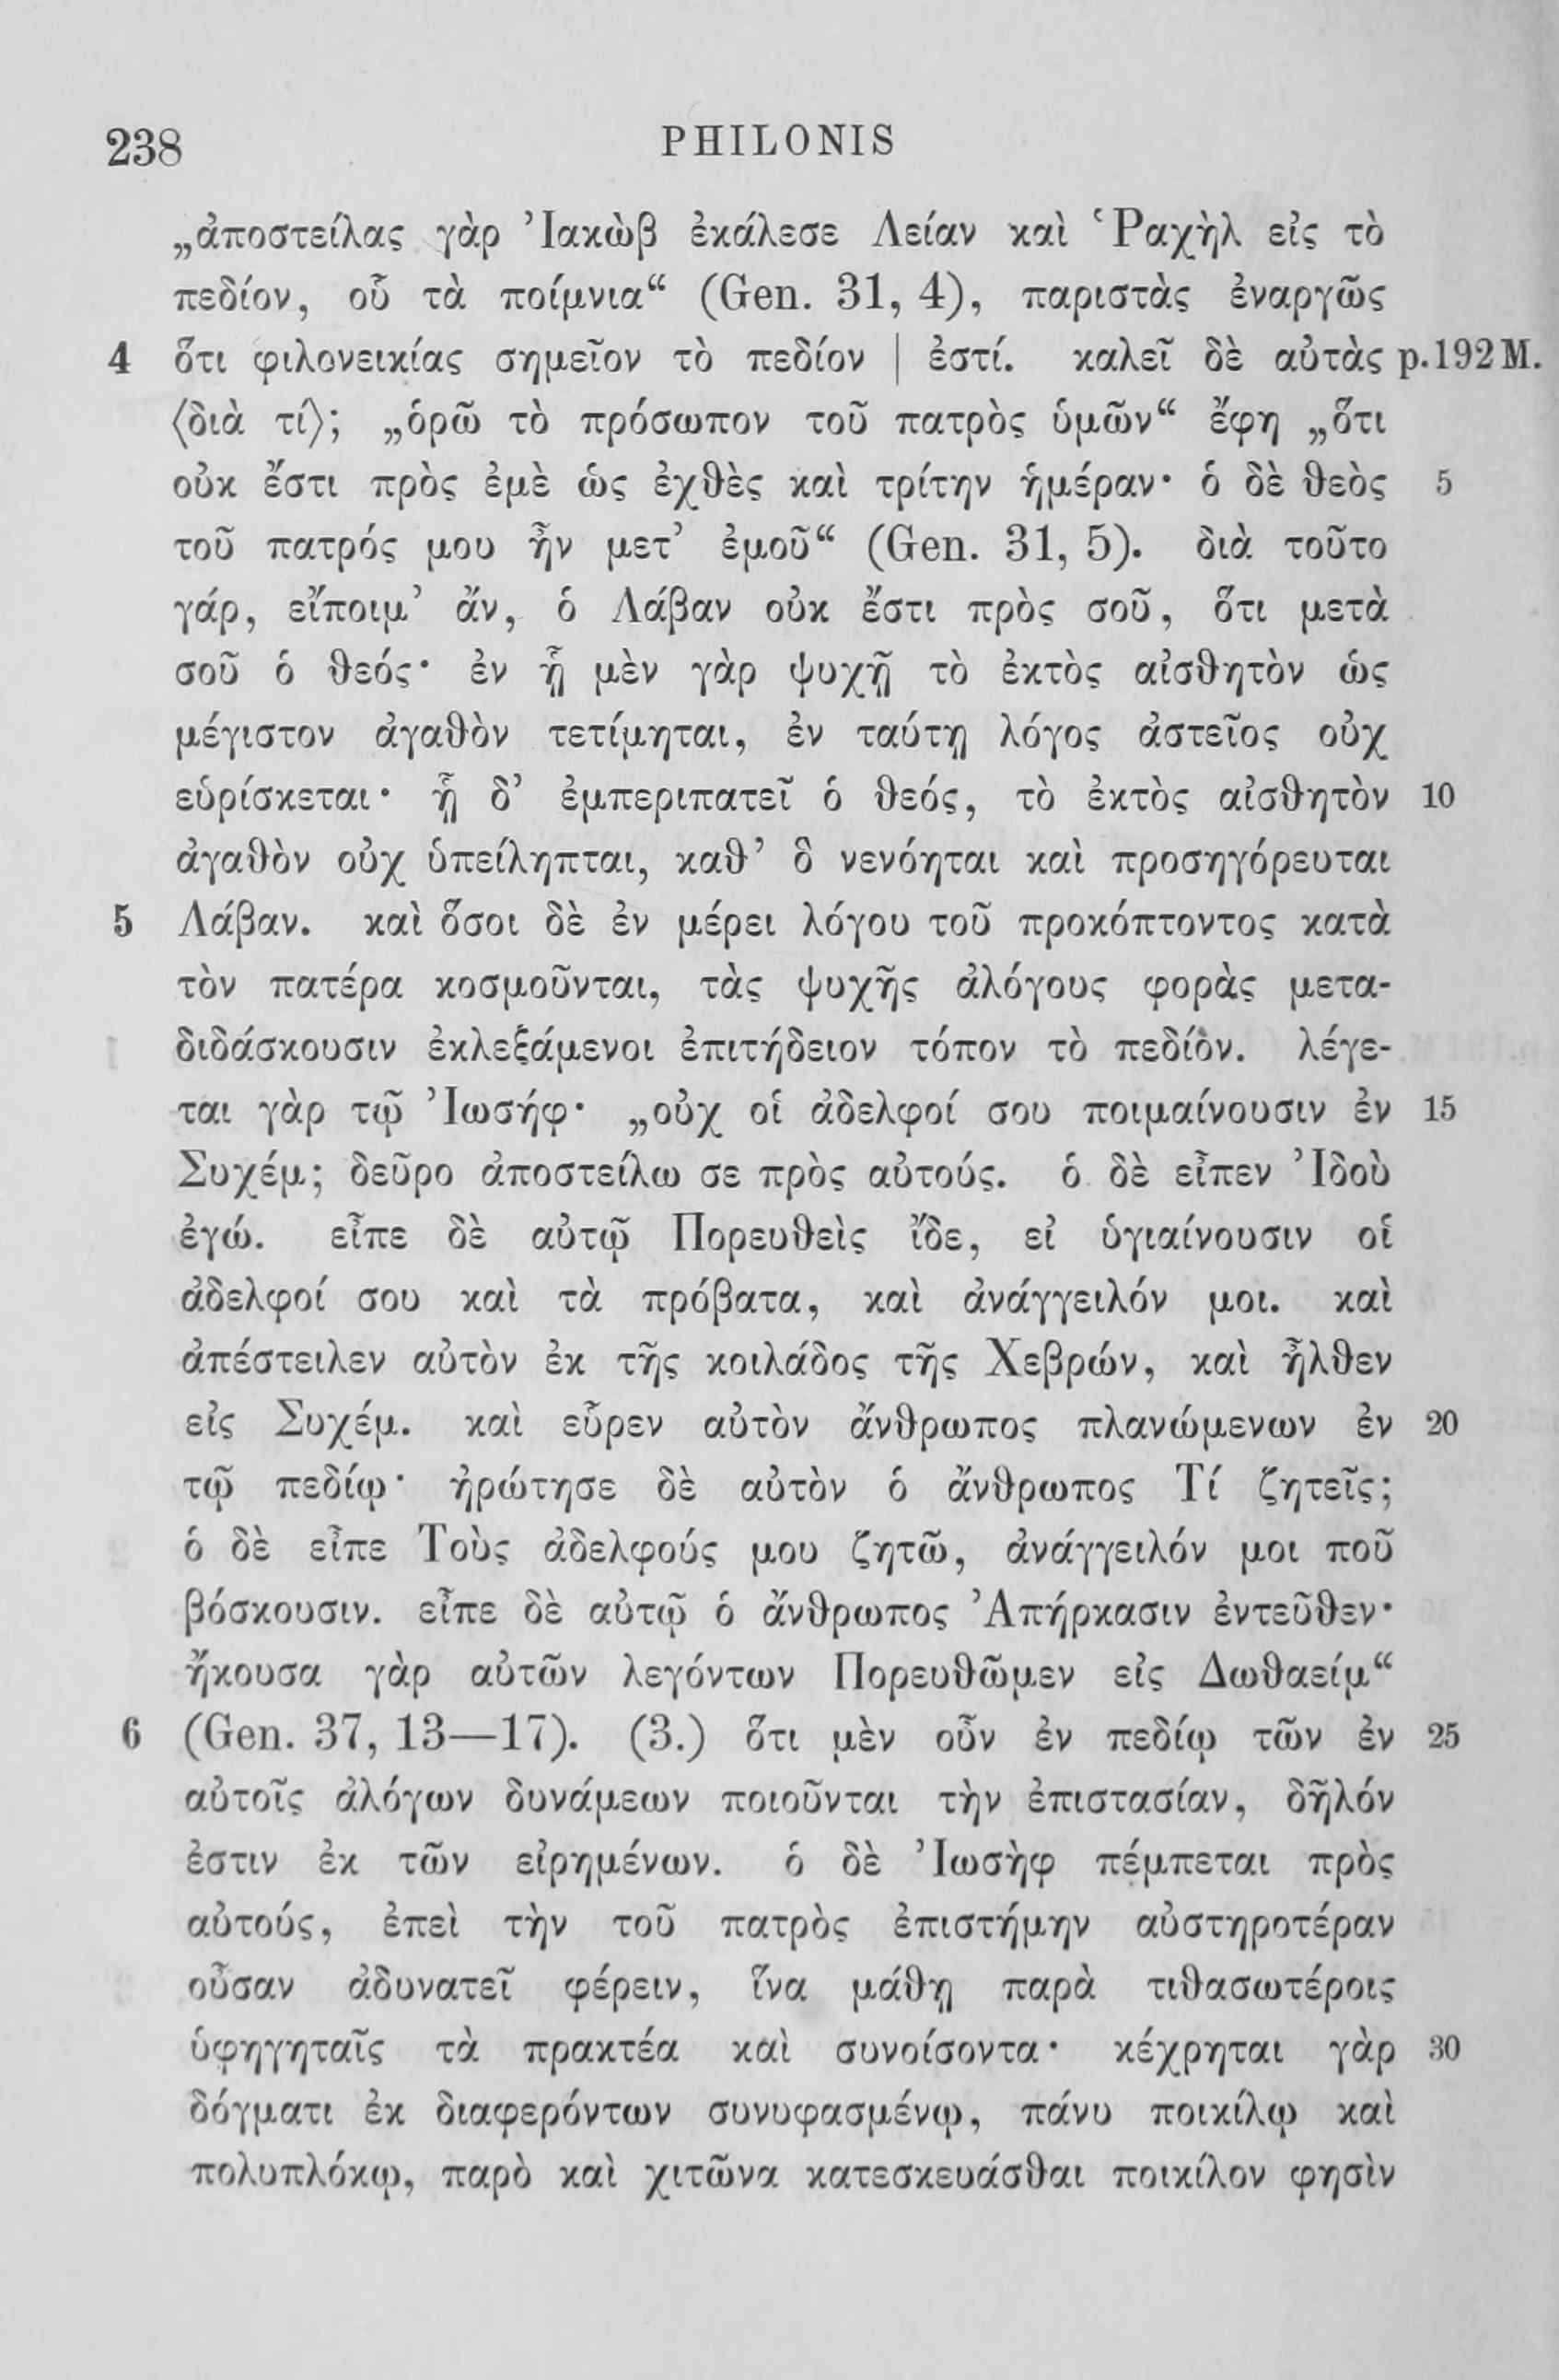 238 PHILONIS
„ἀποστείλας γὰρ Ἰακὼβ ἐκάλεσε Λείαν καὶ Ῥαχὴλ εἰς τὸ
πεδίον, οὗ τὰ ποίμνια“ (Gen. 31, 4), παριστὰς ἐναργῶς
4 ὅτι φιλονεικίας σημεῖον τὸ πεδίον | ἐστί. καλεῖ δὲ αὐτὰς p.192 M.
⟨διὰ τί⟩; „ὁρῶ τὸ πρόσωπον τοῦ πατρὸς ὑμῶν“ ἔφη „ὅτι
οὐκ ἔστι πρὸς ἐμὲ ὡς ἐχθὲς καὶ τρίτην ἡμέραν· ὁ δὲ θεὸς 5
τοῦ πατρός μου ἦν μετ’ ἐμοῦ“ (Gen. 31, 5). διὰ τοῦτο
γάρ, εἴποιμ’ ἄν, ὁ Λάβαν οὐκ ἔστι πρὸς σοῦ, ὅτι μετὰ
σοῦ ὁ θεός· ἐν ᾗ μὲν γὰρ ψυχῇ τὸ ἐκτὸς αἰσθητὸν ὡς
μέγιστον ἀγαθὸν τετίμηται, ἐν ταύτῃ λόγος ἀστεῖος οὐχ
εὑρίσκεται· ᾗ δ’ ἐμπεριπατεῖ ὁ θεός, τὸ ἐκτὸς αἰσθητὸν 10
ἀγαθὸν οὐχ ὑπείληπται, καθ’ ὃ νενόηται καὶ προσηγόρευται
5 Λάβαν. καὶ ὅσοι δὲ ἐν μέρει λόγου τοῦ προκόπτοντος κατὰ
τὸν πατέρα κοσμοῦνται, τὰς ψυχῆς ἀλόγους φορὰς μετα-
διδάσκουσιν ἐκλεξάμενοι ἐπιτήδειον τόπον τὸ πεδίον. λέγε-
ται γὰρ τῷ Ἰωσήφ· „οὐχ οἱ ἀδελφοί σου ποιμαίνουσιν ἐν 15
Συχέμ; δεῦρο ἀποστείλω σε πρὸς αὐτούς. ὁ δὲ εἶπεν Ἰδοὺ
ἐγώ. εἶπε δὲ αὐτῷ Πορευθεὶς ἴδε, εἰ ὑγιαίνουσιν οἱ
ἀδελφοί σου καὶ τὰ πρόβατα, καὶ ἀνάγγειλόν μοι. καὶ
ἀπέστειλεν αὐτὸν ἐκ τῆς κοιλάδος τῆς Χεβρών, καὶ ἦλθεν
εἰς Συχέμ. καὶ εὗρεν αὐτὸν ἄνθρωπος πλανώμενων ἐν 20
τῷ πεδίῳ· ἠρώτησε δὲ αὐτὸν ὁ ἄνθρωπος Τί ζητεῖς;
ὁ δὲ εἶπε Τοὺς ἀδελφούς μου ζητῶ, ἀνάγγειλόν μοι ποῦ
βόσκουσιν. εἶπε δὲ αὐτῷ ὁ ἄνθρωπος Ἀπήρκασιν ἐντεῦθεν·
ἤκουσα γὰρ αὐτῶν λεγόντων Πορευθῶμεν εἰς Δωθαείμ“
6 (Gen. 37, 13—17). (3.) ὅτι μὲν οὖν ἐν πεδίῳ τῶν ἐν 25
αὐτοῖς ἀλόγων δυνάμεων ποιοῦνται τὴν ἐπιστασίαν, δῆλόν
ἐστιν ἐκ τῶν εἰρημένων. ὁ δὲ Ἰωσὴφ πέμπεται πρὸς
αὐτούς, ἐπεὶ τὴν τοῦ πατρὸς ἐπιστήμην αὐστηροτέραν
οὖσαν ἀδυνατεῖ φέρειν, ἵνα μάθῃ παρὰ τιθασωτέροις
ὑφηγηταῖς τὰ πρακτέα καὶ συνοίσοντα· κέχρηται γὰρ 30
δόγματι ἐκ διαφερόντων συνυφασμένῳ, πάνυ ποικίλῳ καὶ
πολυπλόκῳ, παρὸ καὶ χιτῶνα κατεσκευάσθαι ποικίλον φησὶν